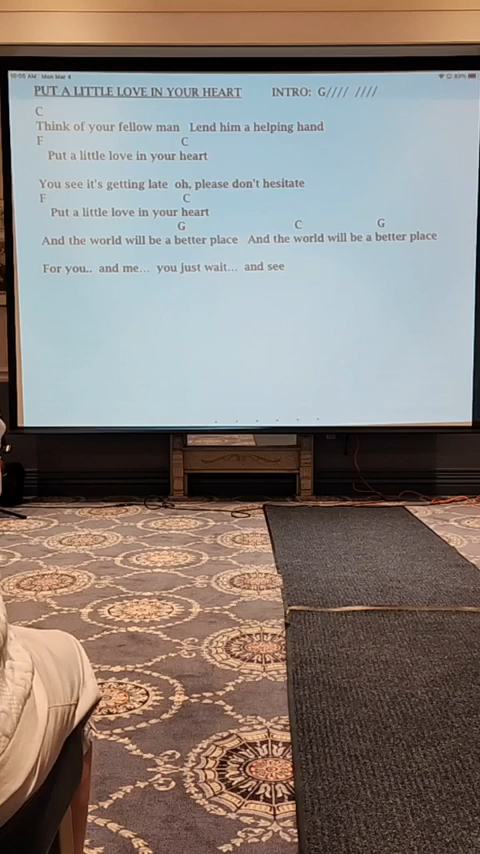 10:05 AM Mon Mar 4 83%
PUT A LITTLE LOVE IN YOUR HEART INTRO: G//// ////
C
Think of your fellow man Lend him a helping hand
F C
Put a little love in your heart
You see it's getting late oh, please don't hesitate
F C
Put a little love in your heart
G C G
And the world will be a better place And the world will be a better place
For you.. and me... you just wait... and see